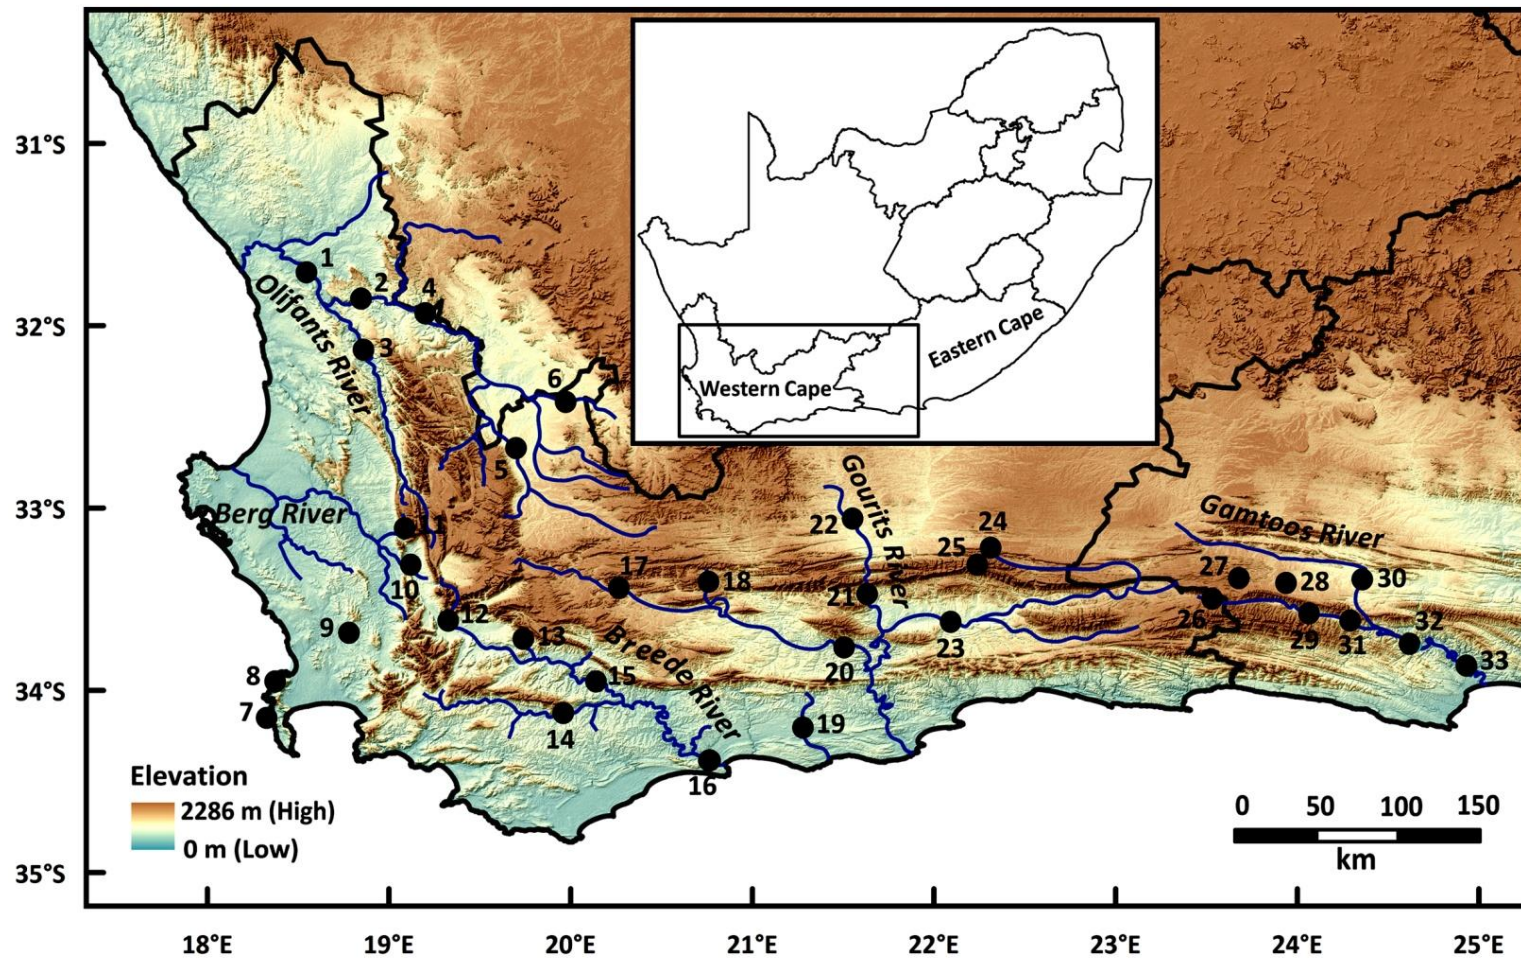 31°S
32°S
33°S
34°S
35°S
18°E
19°E
20°E
21°E
22°E
23°E
24°E
25°E
Western Cape
Eastern Cape
Olifants River
Berg River
Breede River
Gourits River
Gamtoos River
1
2
3
4
5
6
7
8
9
10
11
12
13
14
15
16
17
18
19
20
21
22
23
24
25
26
27
28
29
30
31
32
33
Elevation
2286 m (High)
0 m (Low)
0 50 100 150
km